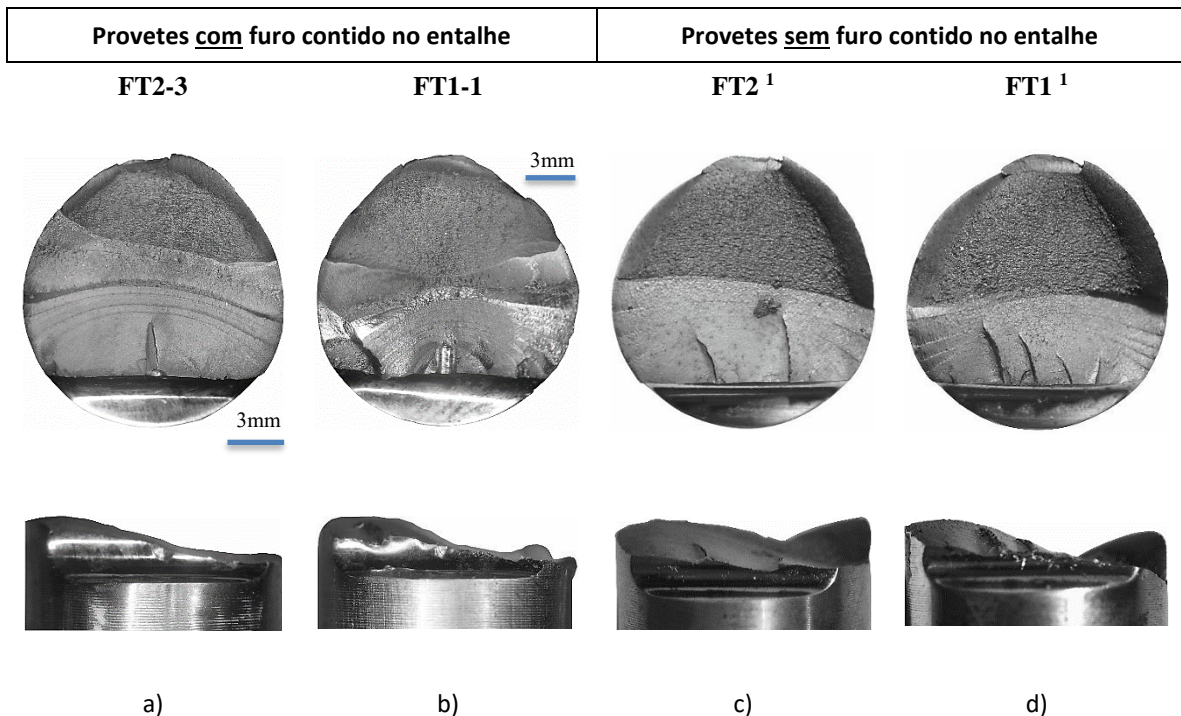 Provetes com furo contido no entalhe
Provetes sem furo contido no entalhe
FT2-3
FT1-1
FT2 ¹
FT1 ¹
3mm
3mm
a)
b)
c)
d)